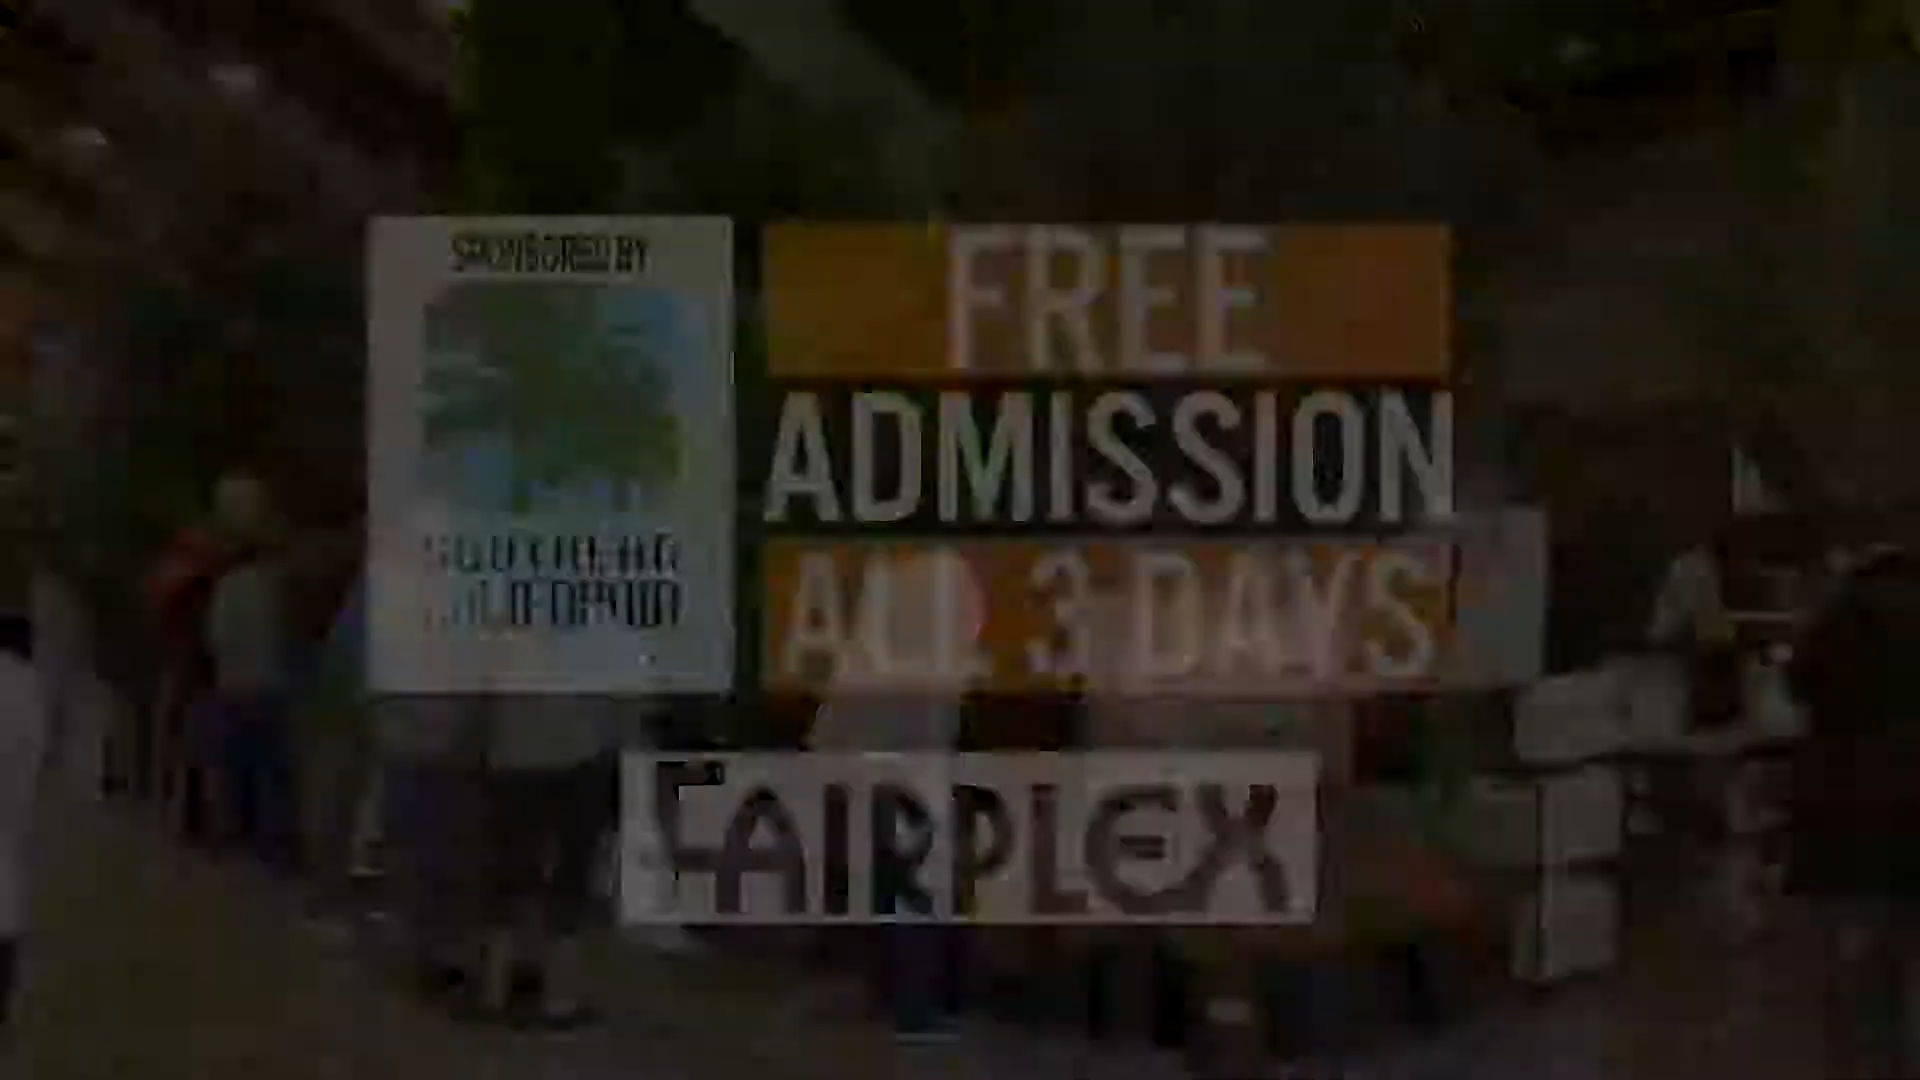 SPONSORED BY
FREE
ADMISSION
ALL 3 DAYS
FAIRPLEX